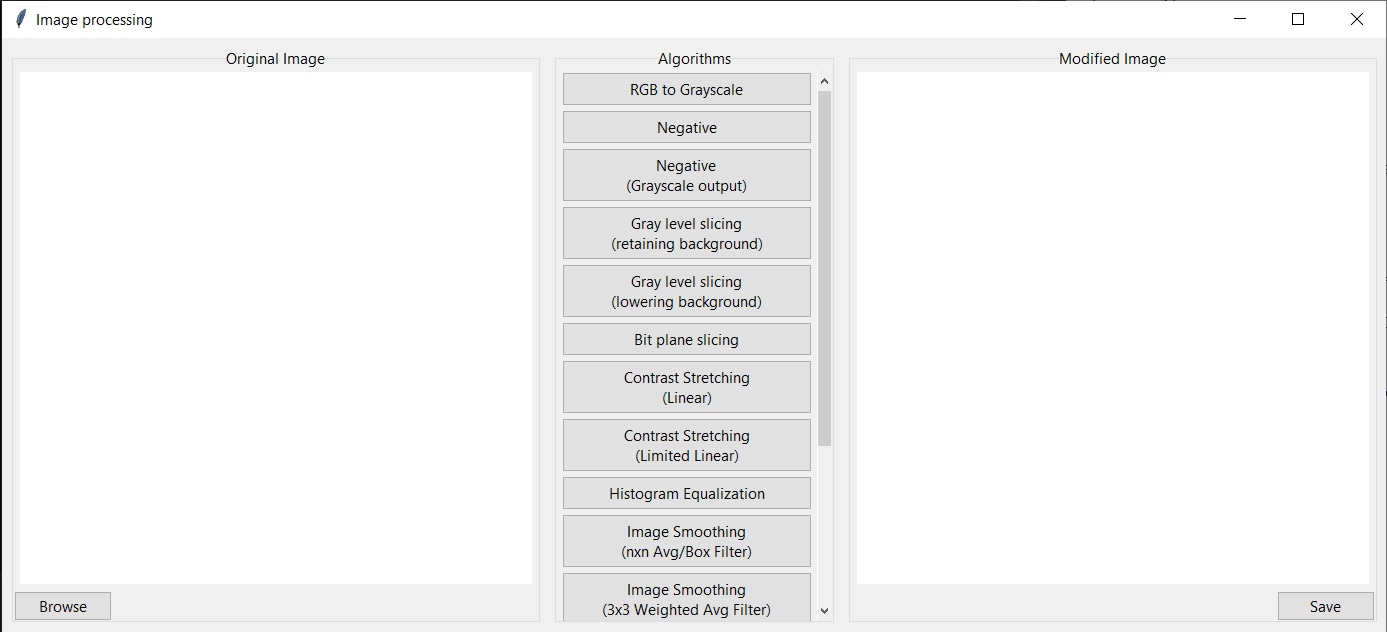 Image processing
Original Image
Algorithms
Modified Image
RGB to Grayscale
Negative
Negative
(Grayscale output)
Gray level slicing
(retaining background)
Gray level slicing
(lowering background)
Bit plane slicing
Contrast Stretching
(Linear)
Contrast Stretching
(Limited Linear)
Histogram Equalization
Image Smoothing
(nxn Avg/Box Filter)
Image Smoothing
(3x3 Weighted Avg Filter)
Browse
Save